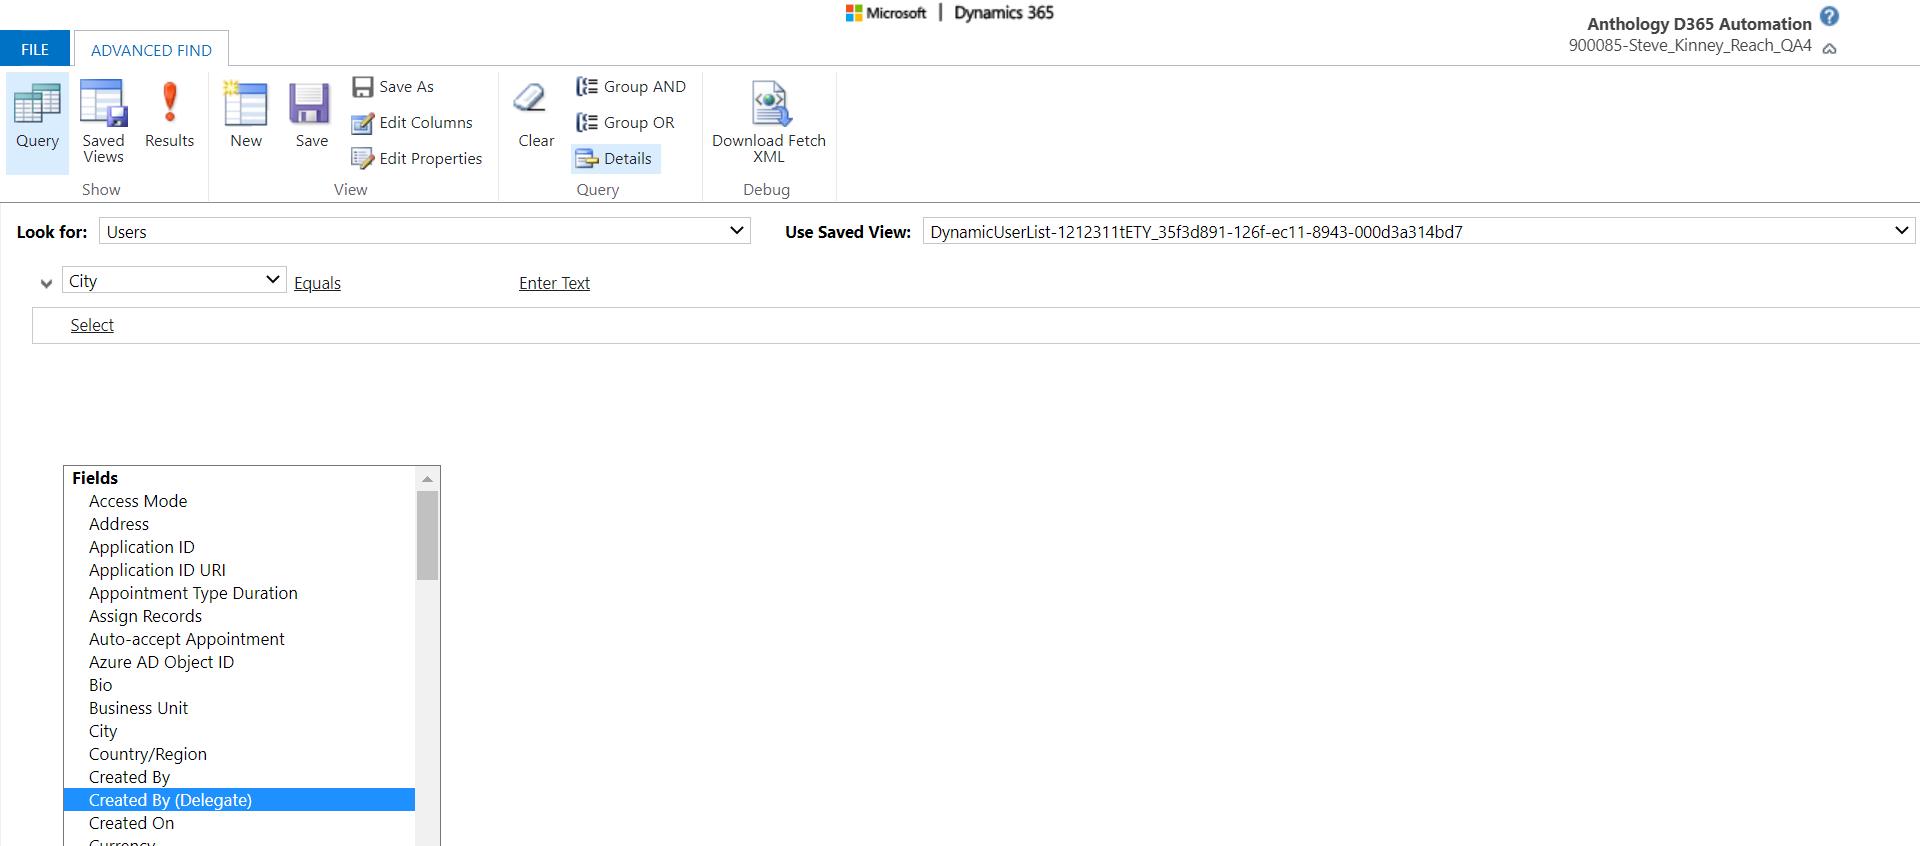 Microsoft | Dynamics 365
Anthology D365 Automation
900085-Steve_Kinney_Reach_QA4
FILE
ADVANCED FIND
Query
Saved Views
Results
Show
New
Save
Save As
Edit Columns
Edit Properties
View
Clear
Group AND
Group OR
Details
Query
Download Fetch XML
Debug
Look for: Users
Use Saved View: DynamicUserList-1212311tETY_35f3d891-126f-ec11-8943-000d3a314bd7
City Equals Enter Text
Select
Fields
Access Mode
Address
Application ID
Application ID URI
Appointment Type Duration
Assign Records
Auto-accept Appointment
Azure AD Object ID
Bio
Business Unit
City
Country/Region
Created By
Created By (Delegate)
Created On
Currency